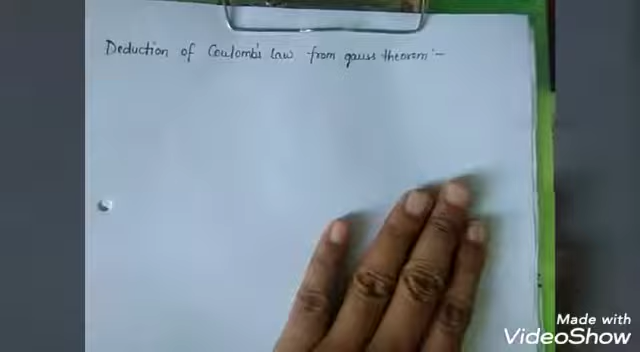 Deduction of Coulomb's Law from gauss theorem :-
Made with
VideoShow